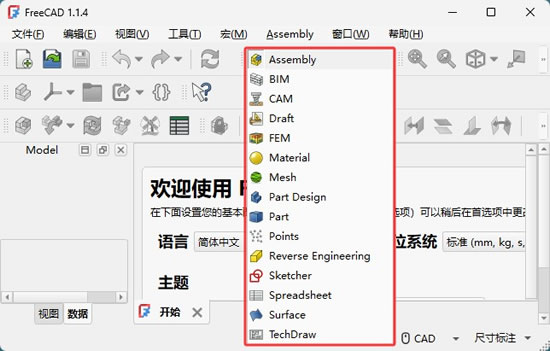 FreeCAD 1.1.4
文件(F) 编辑(E) 视图(V) 工具(T) 宏(M) Assembly 窗口(W) 帮助(H)
Assembly
BIM
CAM
Draft
FEM
Material
Mesh
Part Design
Part
Points
Reverse Engineering
Sketcher
Spreadsheet
Surface
TechDraw
Model
欢迎使用 F
在下面设置您的基本 选项）可以稍后在首选项中更
语言 简体中文 位系统 标准 (mm, kg, s,
主题
视图 数据
开始
CAD 尺寸标注